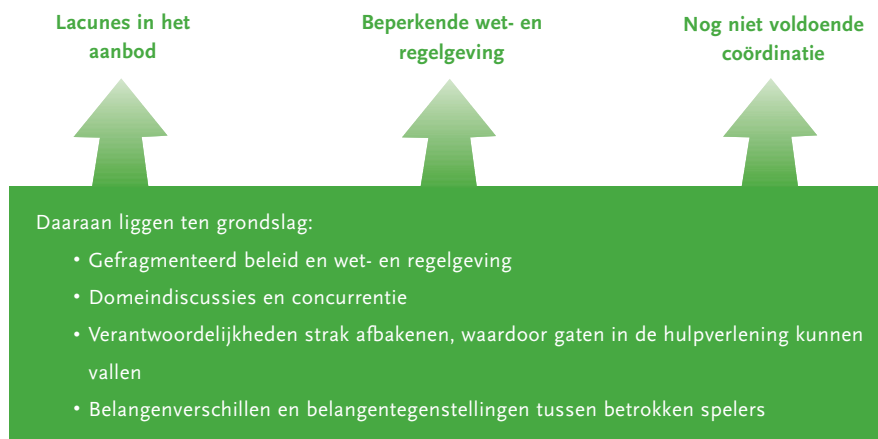 Lacunes in het
aanbod
Beperkende wet- en
regelgeving
Nog niet voldoende
coördinatie
Daaraan liggen ten grondslag:
• Gefragmenteerd beleid en wet- en regelgeving
• Domeindiscussies en concurrentie
• Verantwoordelijkheden strak afbakenen, waardoor gaten in de hulpverlening kunnen
vallen
• Belangenverschillen en belangentegenstellingen tussen betrokken spelers